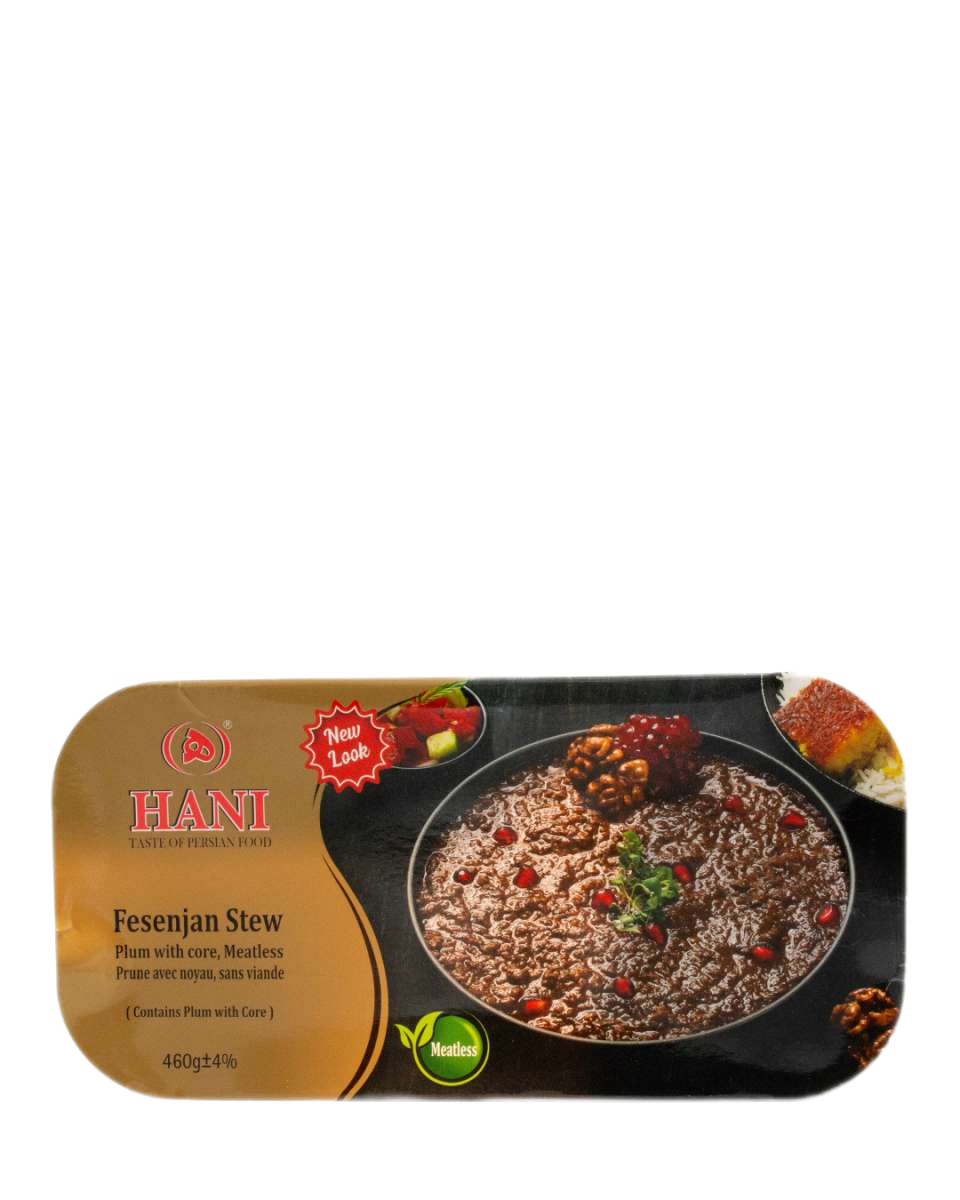 ه
®
HANI
TASTE OF PERSIAN FOOD
New
Look
Fesenjan Stew
Plum with core, Meatless
Prune avec noyau, sans viande
( Contains Plum with Core )
460g±4%
Meatless